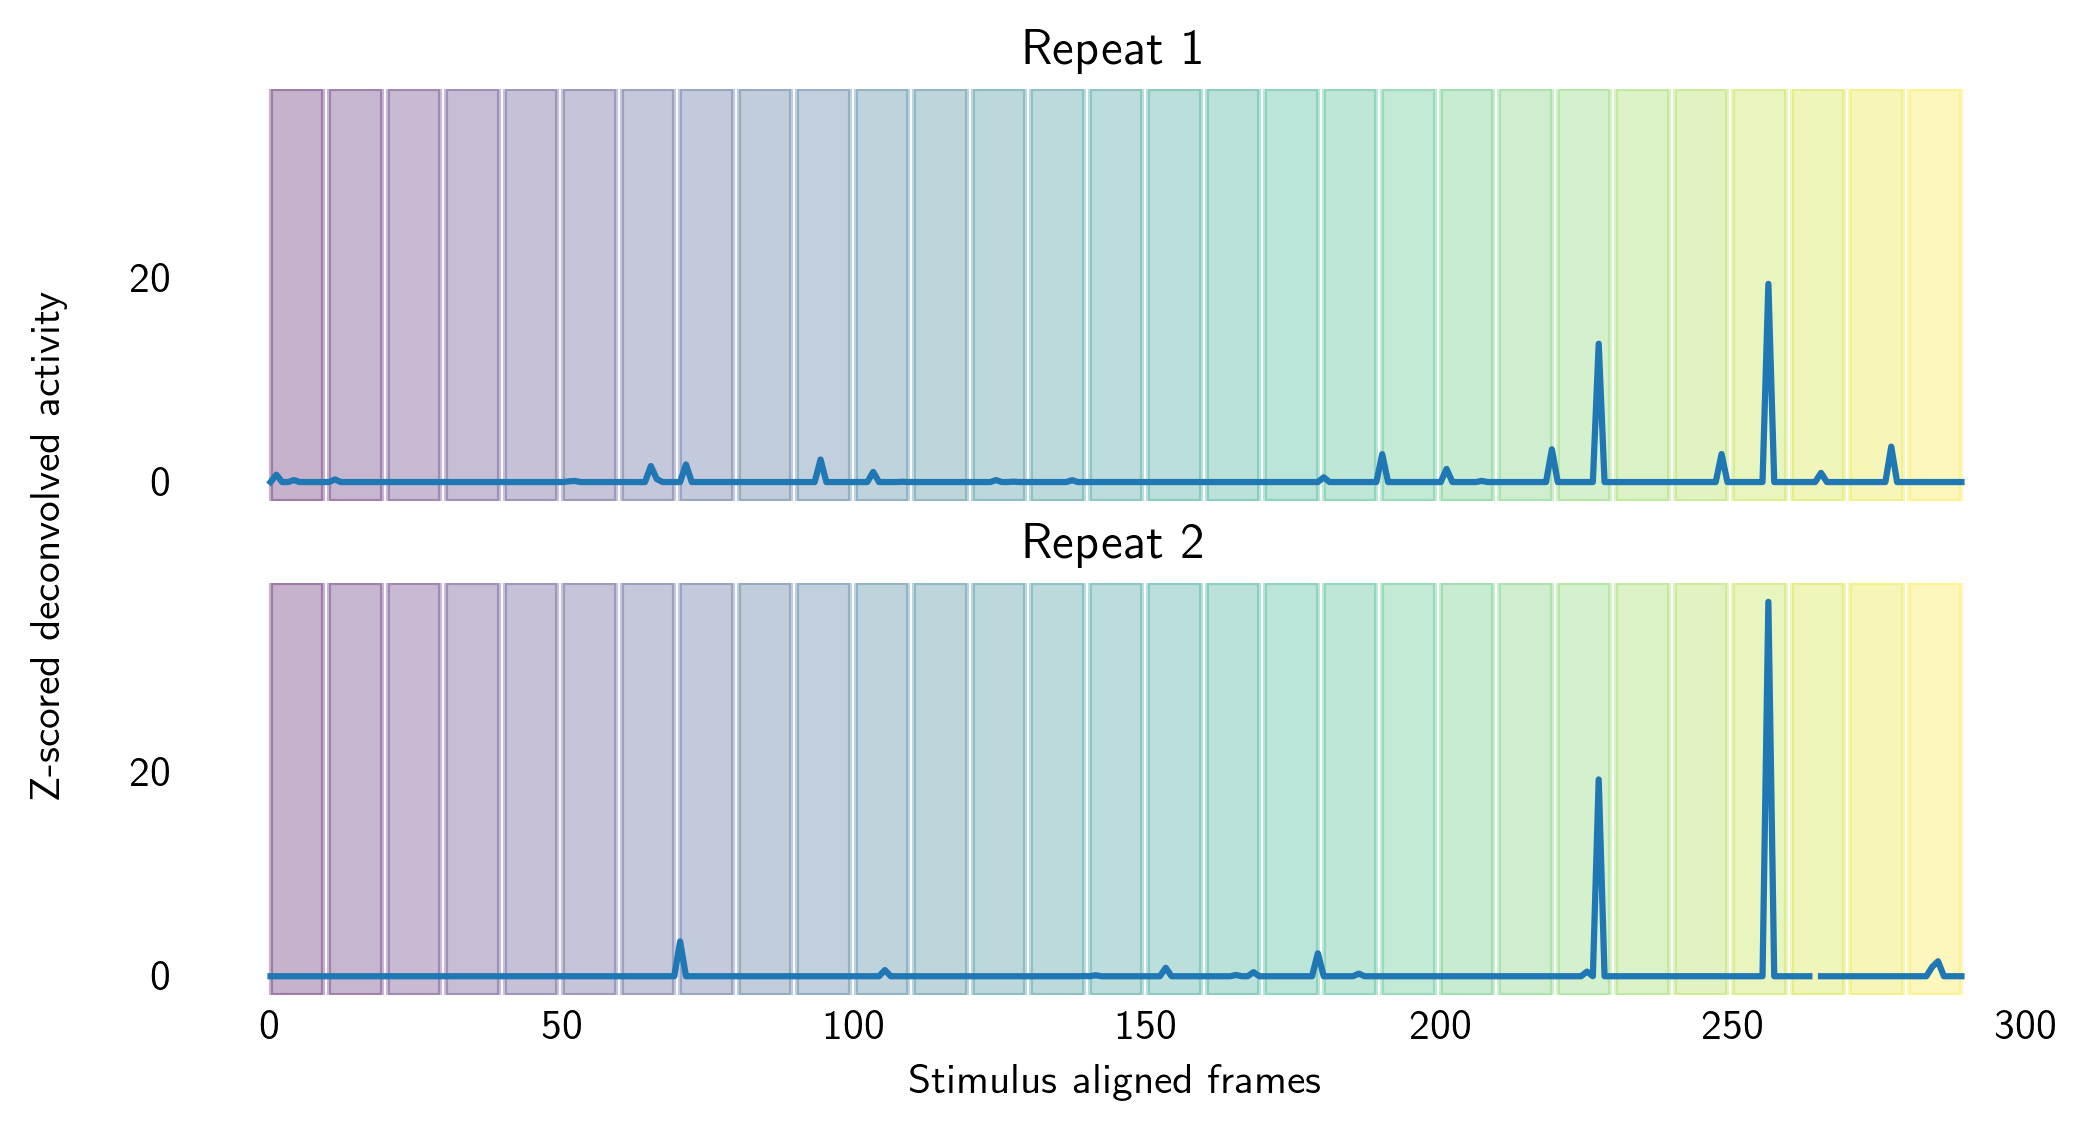 Repeat 1
20
0
Z-scored deconvolved activity
Repeat 2
20
0
0 50 100 150 200 250 300
Stimulus aligned frames